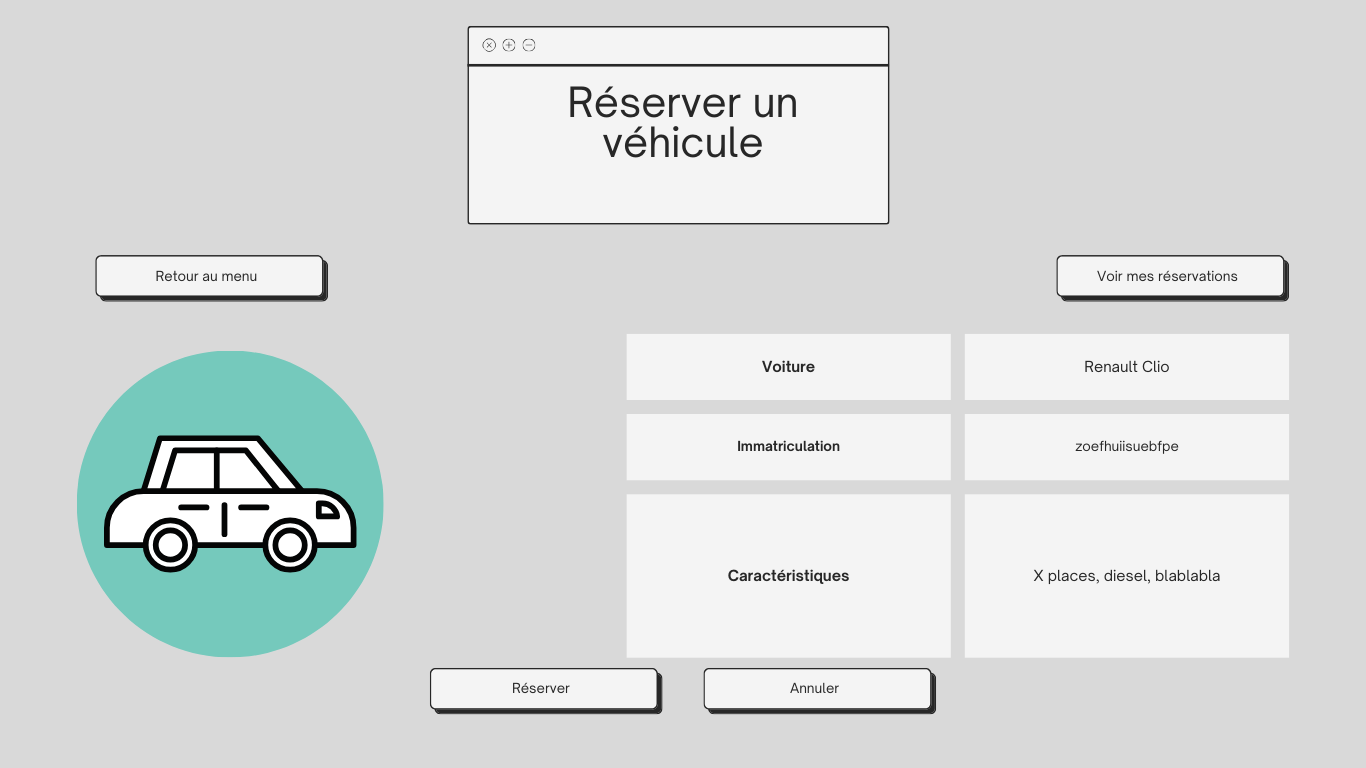 Réserver un
véhicule
Retour au menu
Voir mes réservations
Voiture
Renault Clio
Immatriculation
zoefhuiisuebfpe
Caractéristiques
X places, diesel, blablabla
Réserver
Annuler